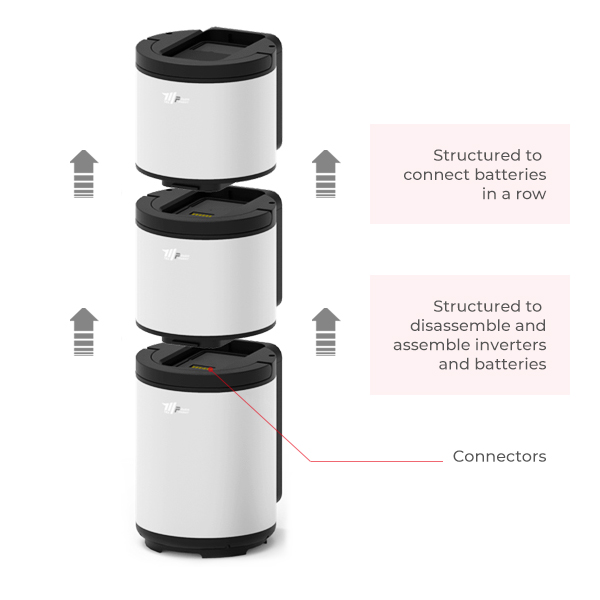 Structured to
connect batteries
in a row
Structured to
disassemble and
assemble inverters
and batteries
Connectors